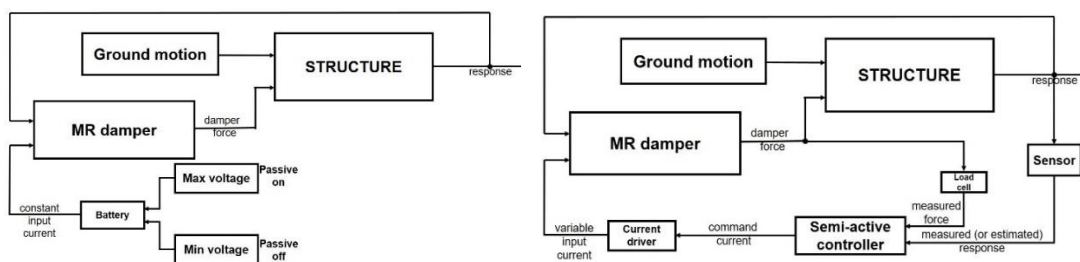 Ground motion
STRUCTURE
response
MR damper
damper
force
Max voltage
Passive
on
constant
input
current
Battery
Min voltage
Passive
off
Ground motion
STRUCTURE
response
MR damper
damper
force
Sensor
Load
cell
measured
force
variable
input
current
Current
driver
command
current
Semi-active
controller
measured (or estimated)
response